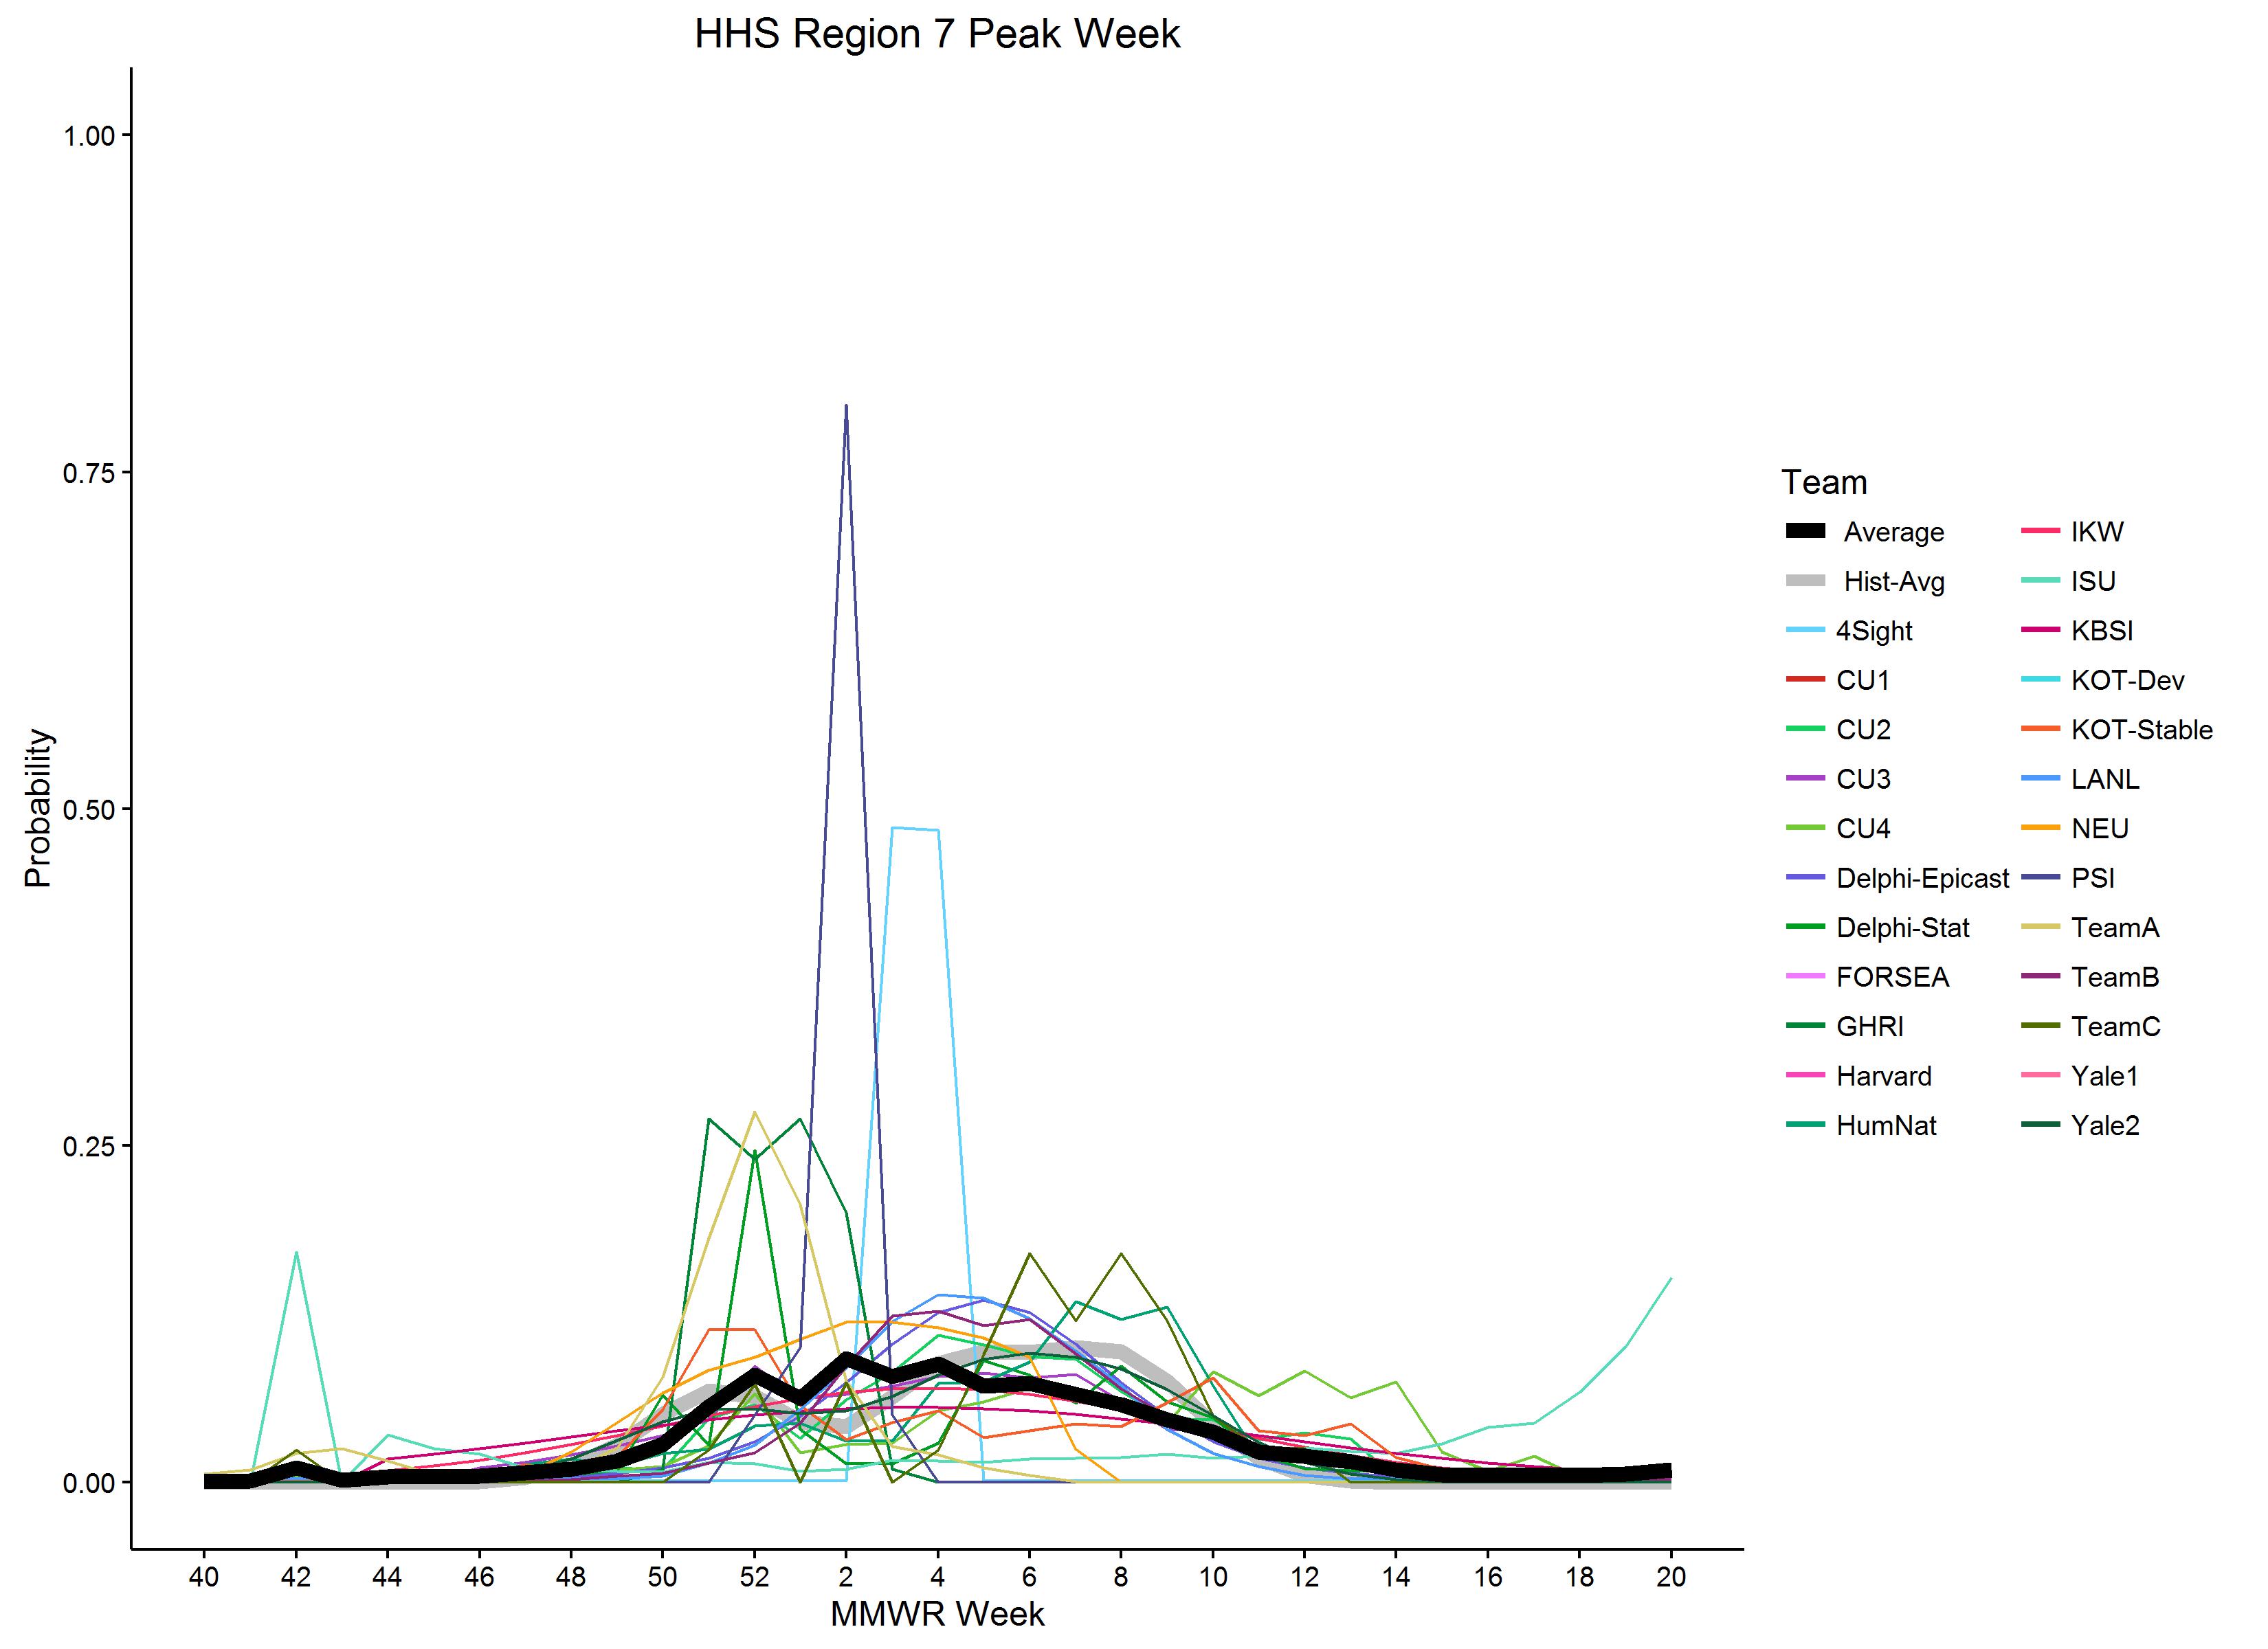 HHS Region 7 Peak Week
1.00
0.75
0.50
0.25
0.00
Probability
40 42 44 46 48 50 52 2 4 6 8 10 12 14 16 18 20
MMWR Week
Team
Average IKW
Hist-Avg ISU
4Sight KBSI
CU1 KOT-Dev
CU2 KOT-Stable
CU3 LANL
CU4 NEU
Delphi-Epicast PSI
Delphi-Stat TeamA
FORSEA TeamB
GHRI TeamC
Harvard Yale1
HumNat Yale2